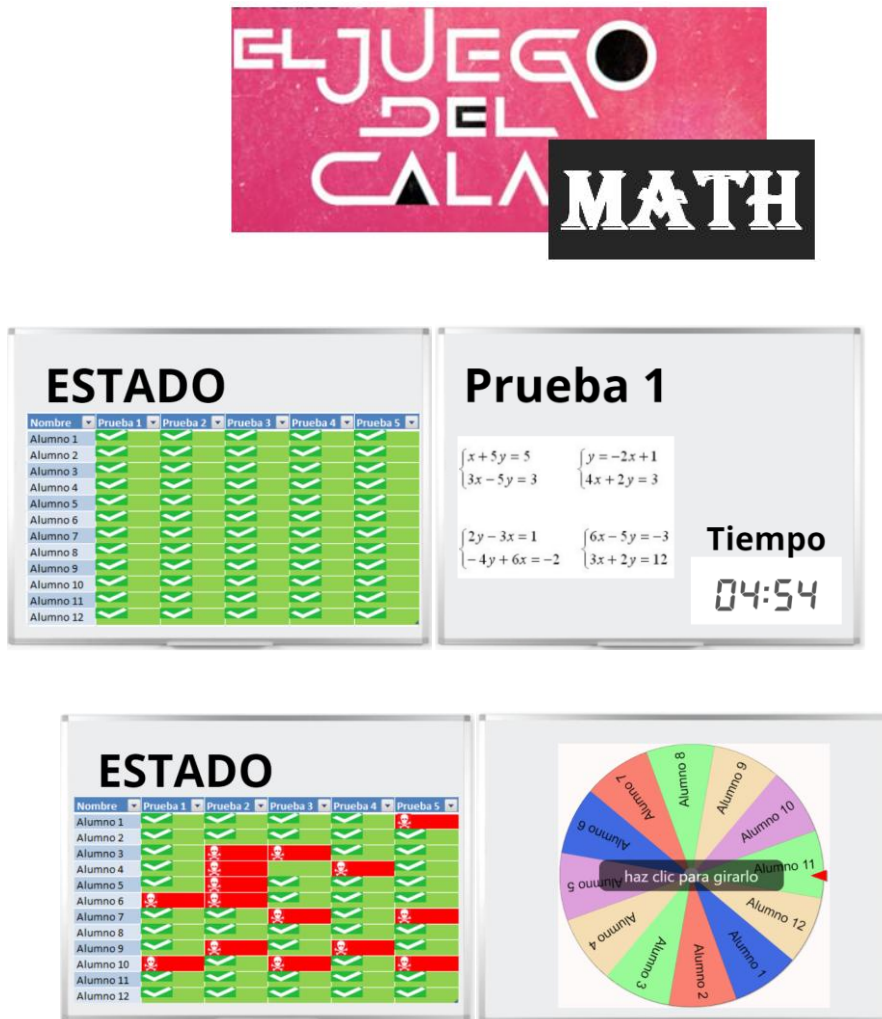 EL JUEGO
DEL
CALA
MATH
ESTADO
Nombre Prueba 1 Prueba 2 Prueba 3 Prueba 4 Prueba 5
Alumno 1
Alumno 2
Alumno 3
Alumno 4
Alumno 5
Alumno 6
Alumno 7
Alumno 8
Alumno 9
Alumno 10
Alumno 11
Alumno 12
Prueba 1
x + 5y = 5
3x − 5y = 3
y = −2x + 1
4x + 2y = 3
2y − 3x = 1
−4y + 6x = −2
6x − 5y = −3
3x + 2y = 12
Tiempo
04:54
ESTADO
Nombre Prueba 1 Prueba 2 Prueba 3 Prueba 4 Prueba 5
Alumno 1
Alumno 2
Alumno 3
Alumno 4
Alumno 5
Alumno 6
Alumno 7
Alumno 8
Alumno 9
Alumno 10
Alumno 11
Alumno 12
Alumno 8
Alumno 9
Alumno 10
Alumno 11
Alumno 12
Alumno 1
Alumno 2
Alumno 3
Alumno 4
Alumno 5
Alumno 6
Alumno 7
haz clic para girarlo